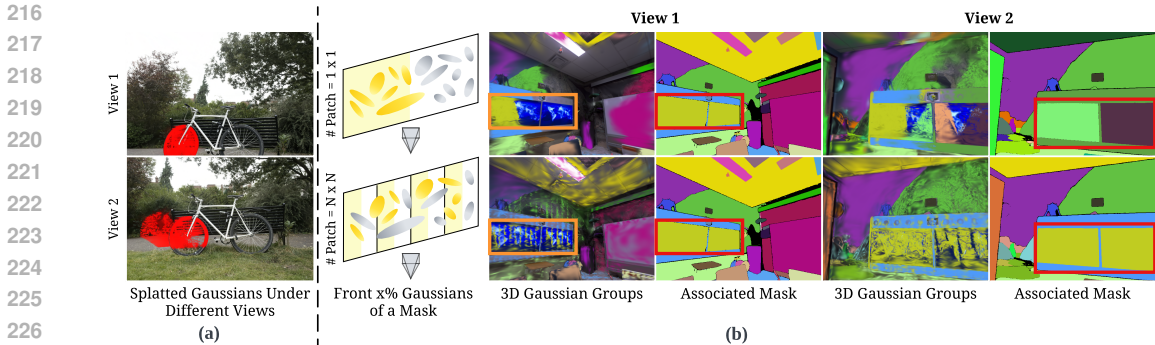 216
217
218
219
220
221
222
223
224
225
226
View 1
View 2
Splatted Gaussians Under
Different Views
(a)
# Patch = 1 x 1
# Patch = N x N
Front x% Gaussians
of a Mask
View 1
View 2
3D Gaussian Groups
Associated Mask
3D Gaussian Groups
Associated Mask
(b)